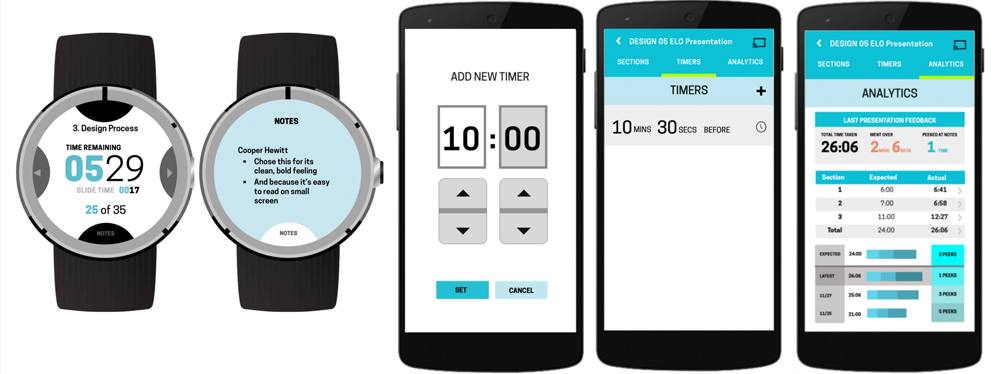 3. Design Process
TIME REMAINING
0529
SLIDE TIME 0017
25 of 35
NOTES
NOTES
Cooper Hewitt
• Chose this for its
clean, bold feeling
• And because it's easy
to read on small
screen
NOTES
ADD NEW TIMER
10:00
SET CANCEL
DESIGN 05 ELO Presentation
SECTIONS TIMERS ANALYTICS
TIMERS +
10 MINS 30 SECS BEFORE
DESIGN 05 ELO Presentation
SECTIONS TIMERS ANALYTICS
ANALYTICS
LAST PRESENTATION FEEDBACK
TOTAL TIME TAKEN WENT OVER PEEKED AT NOTES
26:06 2 MINS 6 SECS 1 TIME
Section Expected Actual
1 6:00 6:41
2 7:00 6:58
3 11:00 12:27
Total 24:00 26:06
EXPECTED 24:00 0 PEEKS
LATEST 26:06 1 PEEKS
11/27 25:06 3 PEEKS
11/25 21:00 5 PEEKS